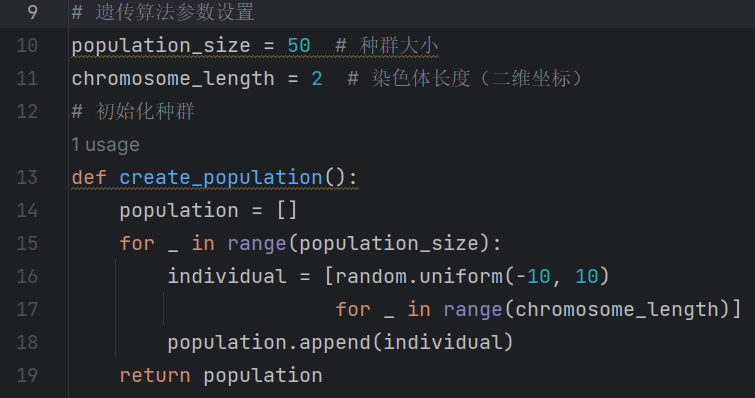 9 # 遗传算法参数设置
10 population_size = 50  # 种群大小
11 chromosome_length = 2  # 染色体长度（二维坐标）
12 # 初始化种群
1 usage
13 def create_population():
14     population = []
15     for _ in range(population_size):
16         individual = [random.uniform(-10, 10)
17                       for _ in range(chromosome_length)]
18         population.append(individual)
19     return population